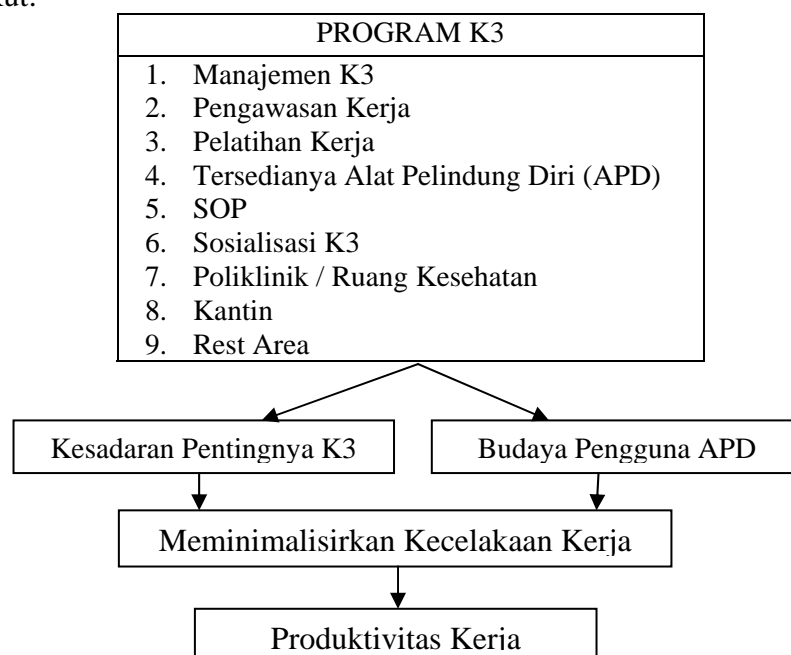 PROGRAM K3
1. Manajemen K3
2. Pengawasan Kerja
3. Pelatihan Kerja
4. Tersedianya Alat Pelindung Diri (APD)
5. SOP
6. Sosialisasi K3
7. Poliklinik / Ruang Kesehatan
8. Kantin
9. Rest Area
Kesadaran Pentingnya K3 Budaya Pengguna APD
Meminimalisirkan Kecelakaan Kerja
Produktivitas Kerja